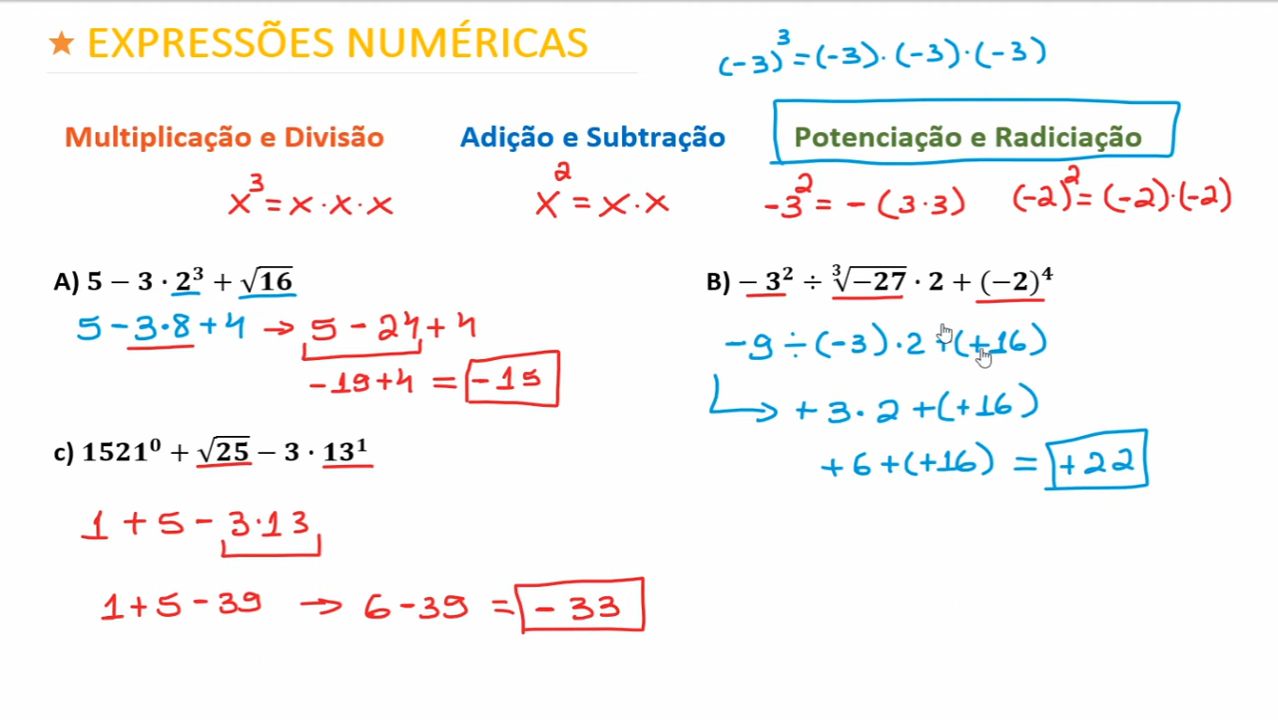 EXPRESSÕES NUMÉRICAS
(-3)³ = (-3) · (-3) · (-3)
Multiplicação e Divisão Adição e Subtração Potenciação e Radiciação
x³ = x · x · x x² = x · x -3² = - (3·3) (-2)² = (-2)·(-2)
A) 5 − 3 · 2³ + √16
5 - 3·8 + 4 → 5 - 24 + 4
-19+4 = -15
B) − 3² ÷ ∛−27 · 2 + (−2)⁴
-9 ÷ (-3) · 2 + (+16)
→ + 3 · 2 + (+16)
+ 6 + (+16) = +22
c) 1521⁰ + √25 − 3 · 13¹
1 + 5 - 3·13
1+5-39 → 6-39 = -33